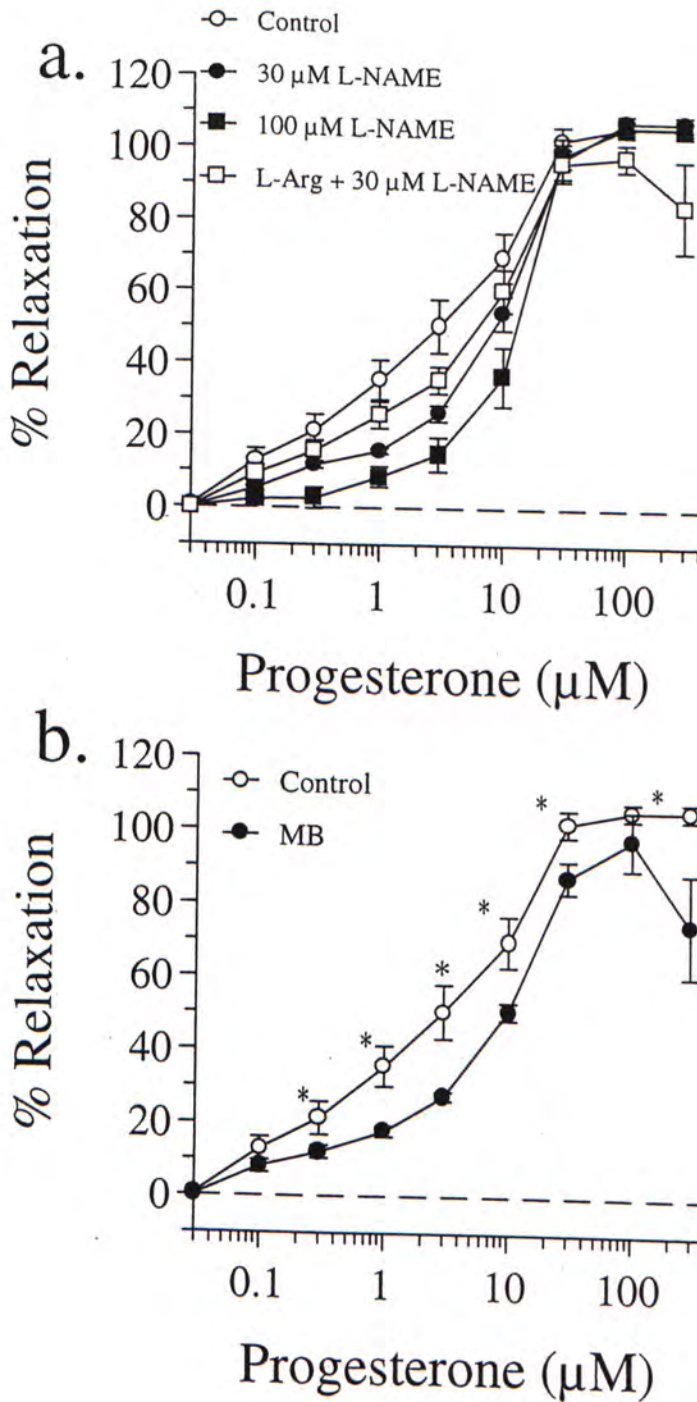 a.
Control
30 µM L-NAME
100 µM L-NAME
L-Arg + 30 µM L-NAME
120
100
80
60
40
20
0
% Relaxation
0.1 1 10 100
Progesterone (µM)
b.
Control
MB
120
100
80
60
40
20
0
% Relaxation
* * * * * *
0.1 1 10 100
Progesterone (µM)